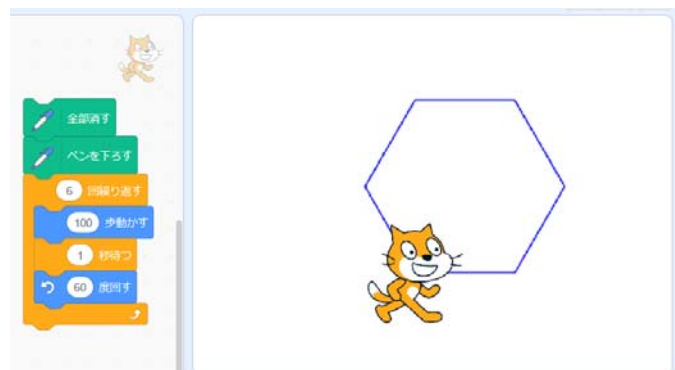 全部消す
ペンを下ろす
6 回繰り返す
100 歩動かす
1 秒待つ
60 度回す